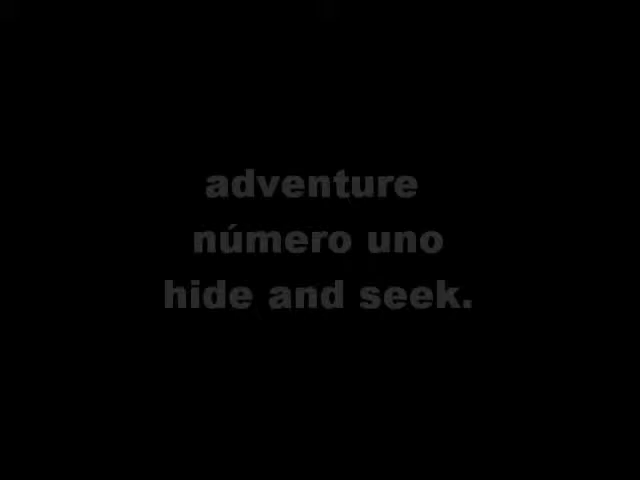 adventure
número uno
hide and seek.